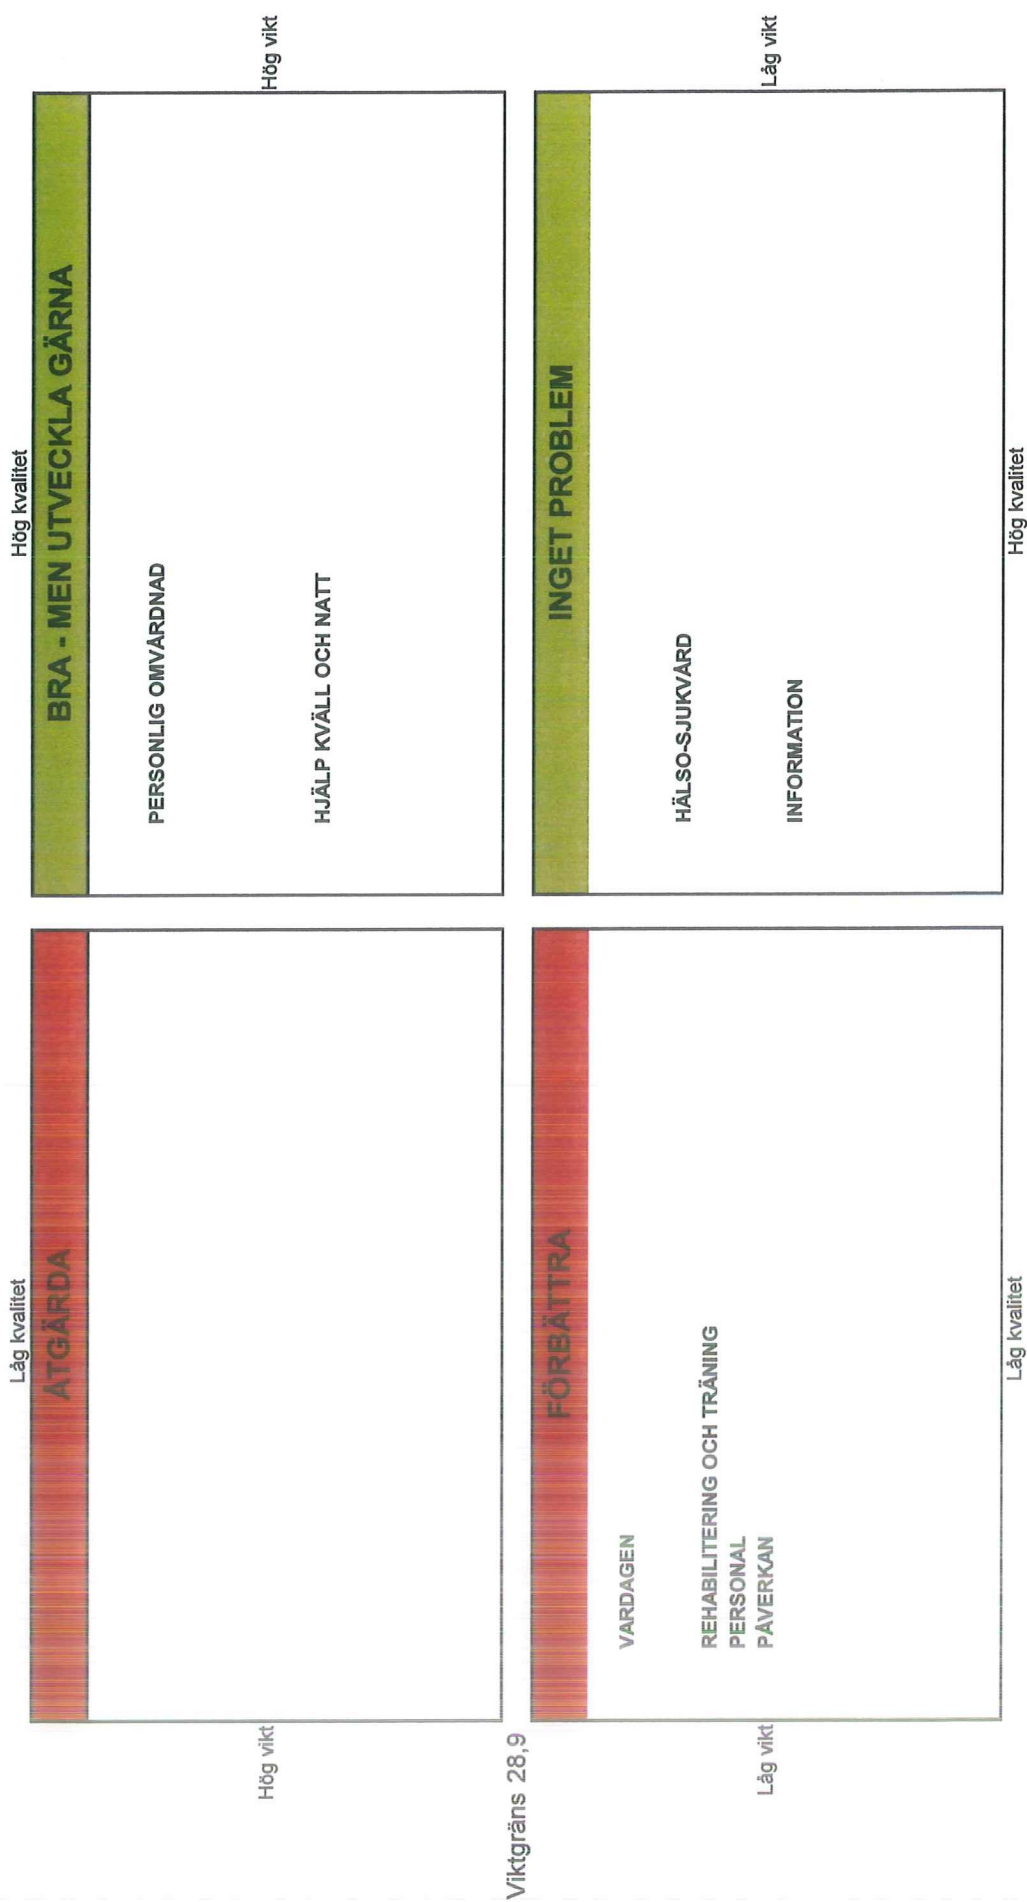 Låg kvalitet
Hög kvalitet
ÅTGÄRDA
BRA - MEN UTVECKLA GÄRNA
Hög vikt
PERSONLIG OMVÅRDNAD
HJÄLP KVÄLL OCH NATT
Hög vikt
Viktgräns 28,9
FÖRBÄTTRA
INGET PROBLEM
Låg vikt
VARDAGEN
REHABILITERING OCH TRÄNING
PERSONAL
PÅVERKAN
HÄLSO-SJUKVÅRD
INFORMATION
Låg vikt
Låg kvalitet
Hög kvalitet